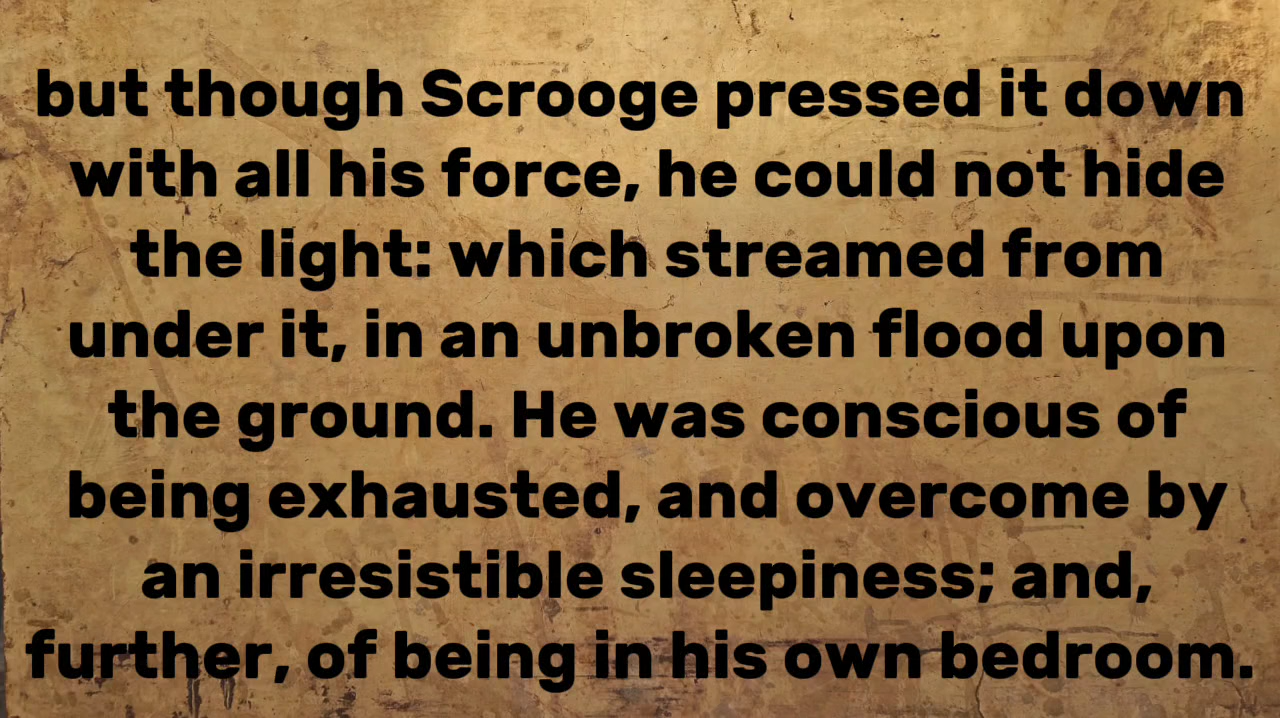 but though Scrooge pressed it down
with all his force, he could not hide
the light: which streamed from
under it, in an unbroken flood upon
the ground. He was conscious of
being exhausted, and overcome by
an irresistible sleepiness; and,
further, of being in his own bedroom.